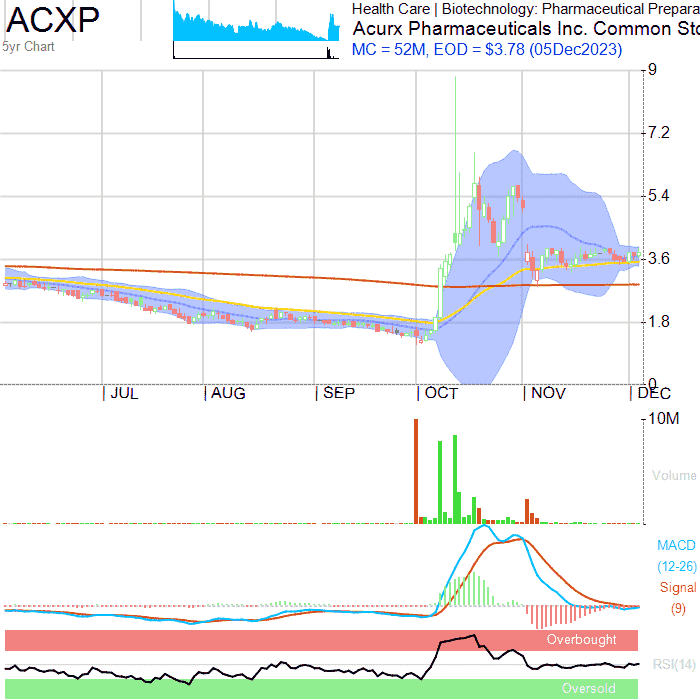 ACXP
5yr Chart
Health Care | Biotechnology: Pharmaceutical Prepara
Acurx Pharmaceuticals Inc. Common Sto
MC = 52M, EOD = $3.78 (05Dec2023)
9
7.2
5.4
3.6
1.8
0
JUL
AUG
SEP
OCT
NOV
DEC
10M
Volume
MACD
(12-26)
Signal
(9)
Overbought
RSI(14)
Oversold